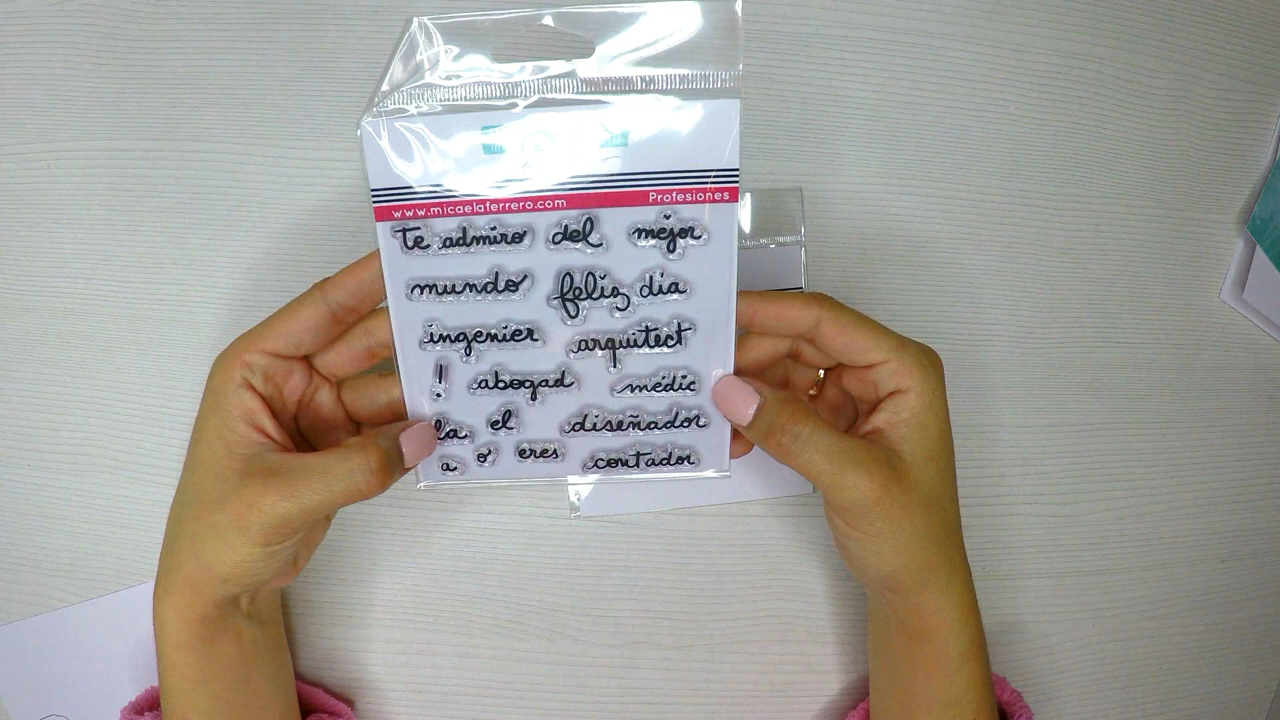 www.micaelaferrero.com Profesiones
te admiro del mejor
mundo feliz día
ingenier arquitect
! abogad médic
la el diseñador
a o eres contador